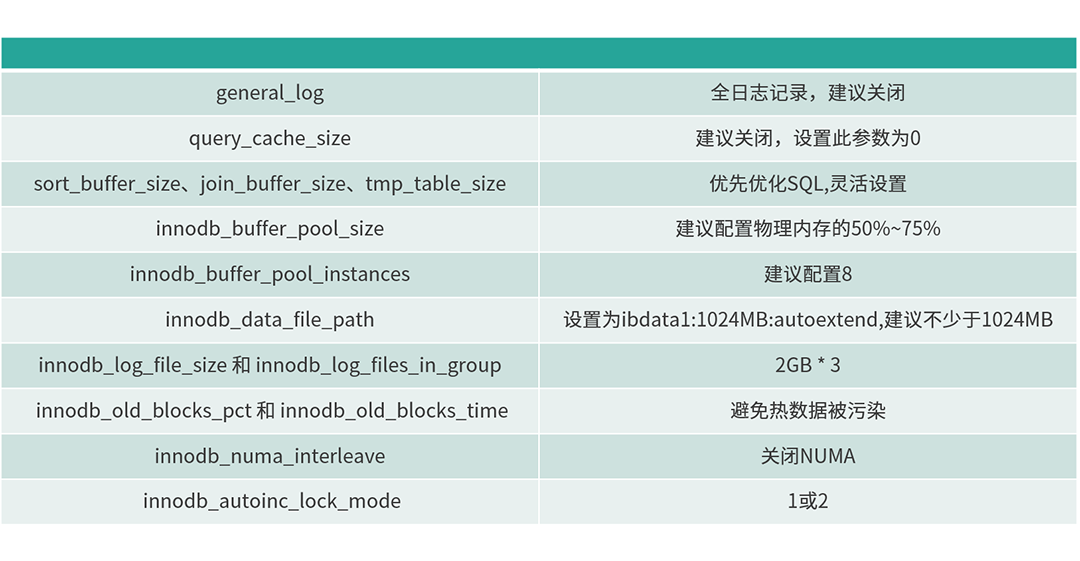 general_log 全日志记录，建议关闭
query_cache_size 建议关闭，设置此参数为0
sort_buffer_size、join_buffer_size、tmp_table_size 优先优化SQL,灵活设置
innodb_buffer_pool_size 建议配置物理内存的50%~75%
innodb_buffer_pool_instances 建议配置8
innodb_data_file_path 设置为ibdata1:1024MB:autoextend,建议不少于1024MB
innodb_log_file_size 和 innodb_log_files_in_group 2GB * 3
innodb_old_blocks_pct 和 innodb_old_blocks_time 避免热数据被污染
innodb_numa_interleave 关闭NUMA
innodb_autoinc_lock_mode 1或2